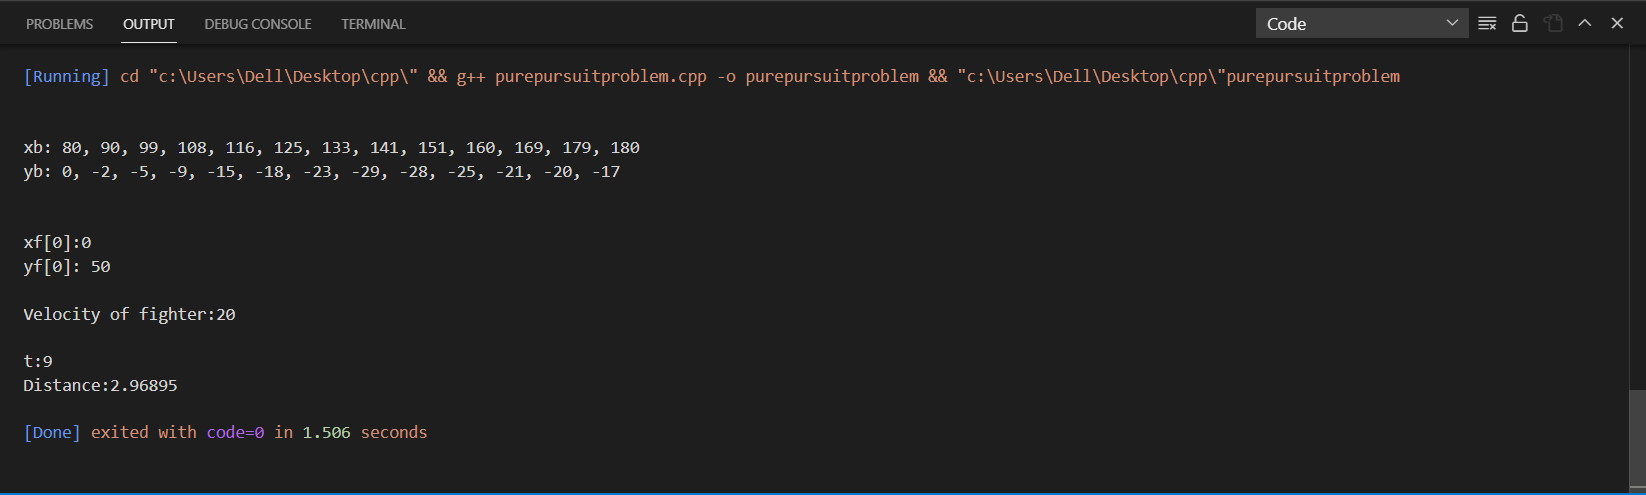 PROBLEMS OUTPUT DEBUG CONSOLE TERMINAL Code
[Running] cd "c:\Users\Dell\Desktop\cpp\" && g++ purepursuitproblem.cpp -o purepursuitproblem && "c:\Users\Dell\Desktop\cpp\"purepursuitproblem
xb: 80, 90, 99, 108, 116, 125, 133, 141, 151, 160, 169, 179, 180
yb: 0, -2, -5, -9, -15, -18, -23, -29, -28, -25, -21, -20, -17
xf[0]:0
yf[0]: 50
Velocity of fighter:20
t:9
Distance:2.96895
[Done] exited with code=0 in 1.506 seconds